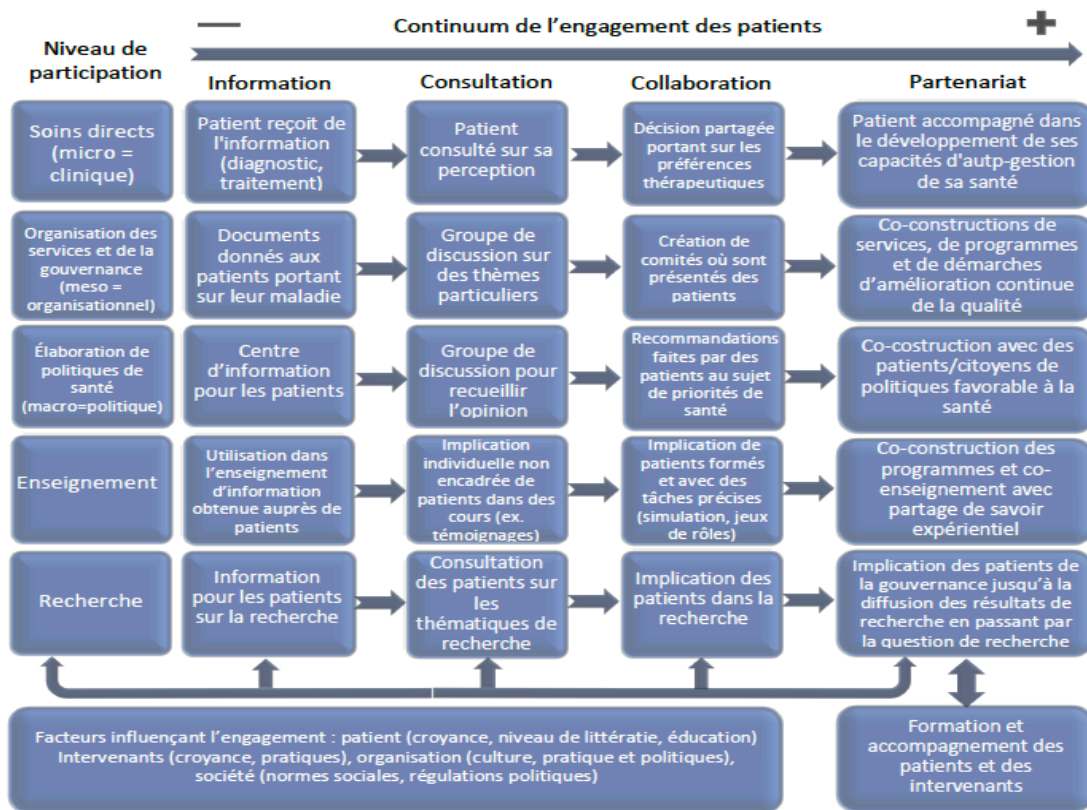 Continuum de l’engagement des patients
Niveau de
participation
Information
Consultation
Collaboration
Partenariat
Soins directs
(micro =
clinique)
Patient reçoit de
l'information
(diagnostic,
traitement)
Patient
consulté sur sa
perception
Décision partagée
portant sur les
préférences
thérapeutiques
Patient accompagné dans
le développement de ses
capacités d'autp-gestion
de sa santé
Organisation des
services et de la
gouvernance
(meso =
organisationnel)
Documents
donnés aux
patients portant
sur leur maladie
Groupe de
discussion sur
des thèmes
particuliers
Création de
comités où sont
présentés des
patients
Co-constructions de
services, de programmes
et de démarches
d’amélioration continue
de la qualité
Élaboration de
politiques de
santé
(macro=politique)
Centre
d’information
pour les patients
Groupe de
discussion pour
recueillir
l’opinion
Recommandations
faites par des
patients au sujet
de priorités de
santé
Co-costruction avec des
patients/citoyens de
politiques favorable à la
santé
Enseignement
Utilisation dans
l’enseignement
d’information
obtenue auprès de
patients
Implication
individuelle non
encadrée de
patients dans des
cours (ex.
témoignages)
Implication de
patients formés
et avec des
tâches précises
(simulation, jeux
de rôles)
Co-construction des
programmes et co-
enseignement avec
partage de savoir
expérientiel
Recherche
Information
pour les patients
sur la recherche
Consultation
des patients sur
les
thématiques de
recherche
Implication des
patients dans la
recherche
Implication des patients de
la gouvernance jusqu’à la
diffusion des résultats de
recherche en passant par
la question de recherche
Facteurs influençant l’engagement : patient (croyance, niveau de littératie, éducation)
Intervenants (croyance, pratiques), organisation (culture, pratique et politiques),
société (normes sociales, régulations politiques)
Formation et
accompagnement des
patients et des
intervenants